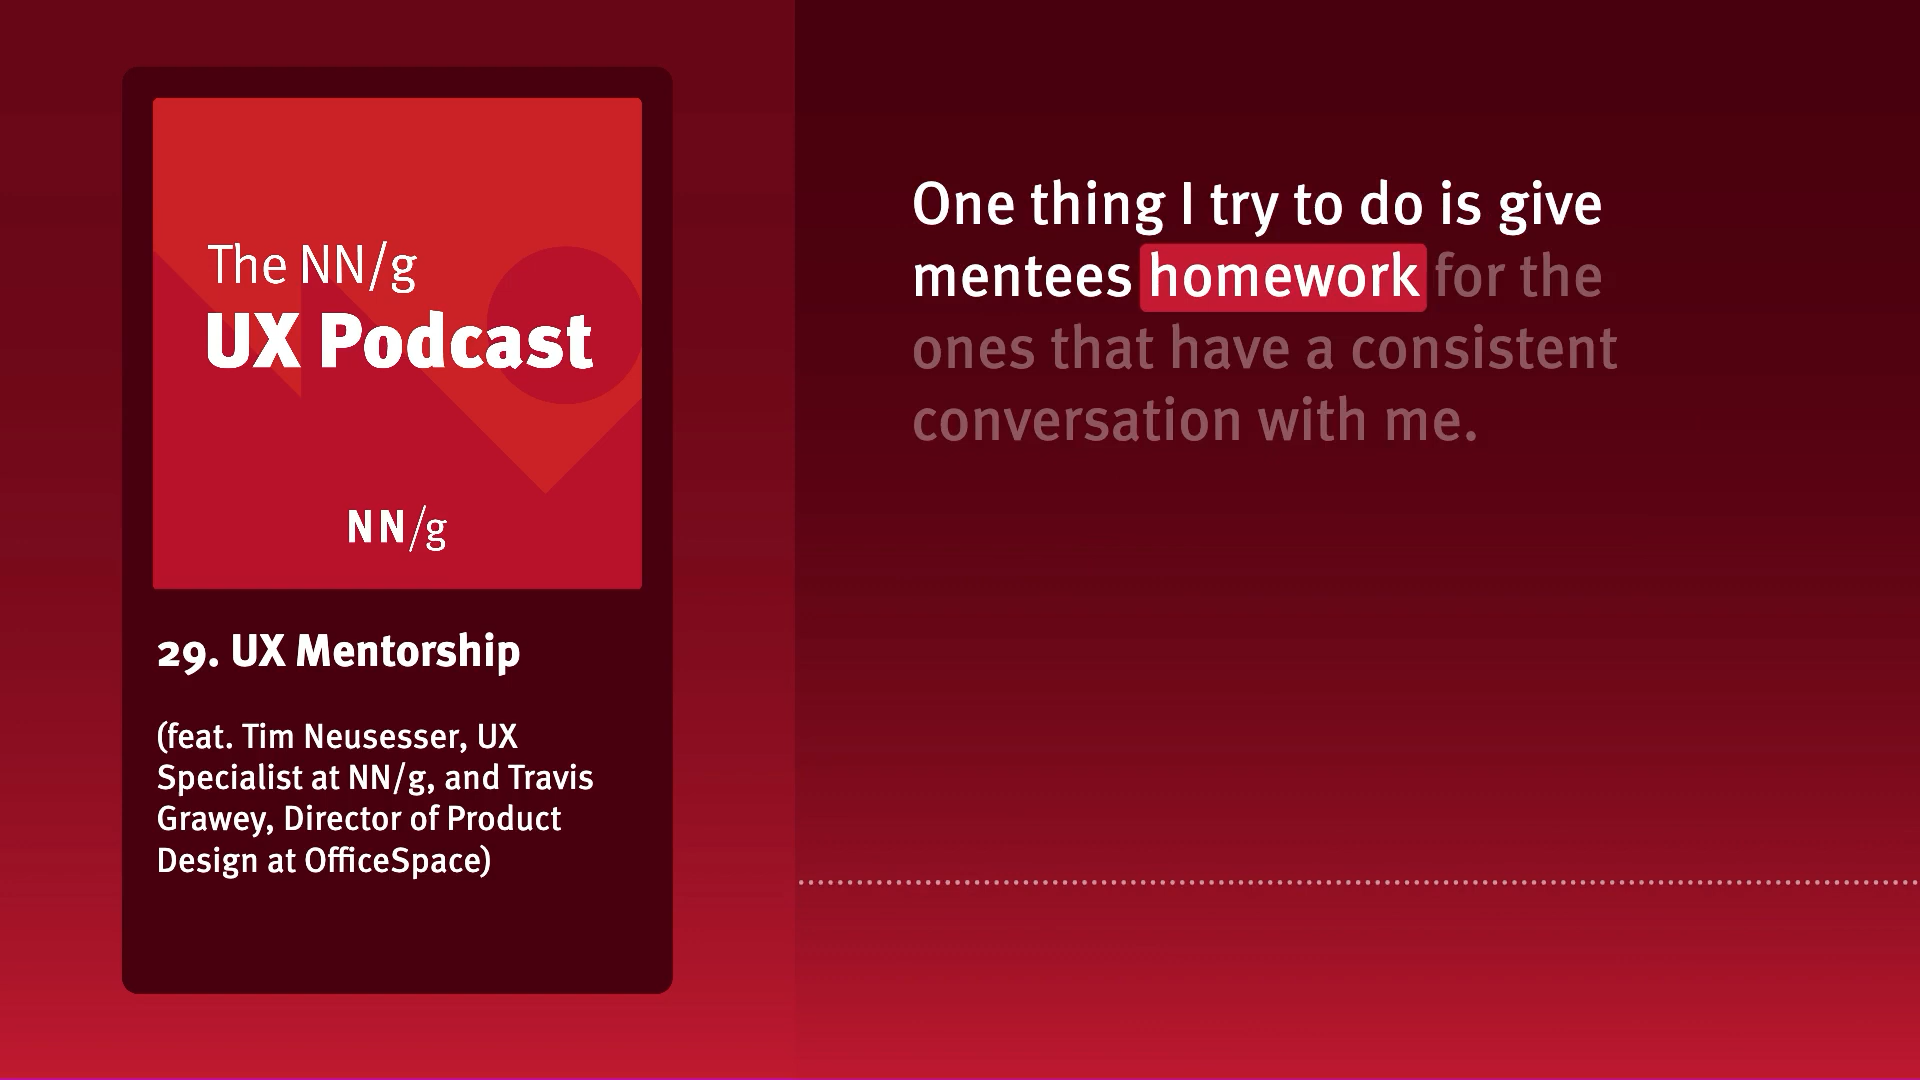 The NN/g
UX Podcast
NN/g
29. UX Mentorship
(feat. Tim Neusesser, UX
Specialist at NN/g, and Travis
Grawey, Director of Product
Design at OfficeSpace)
One thing I try to do is give
mentees homework for the
ones that have a consistent
conversation with me.